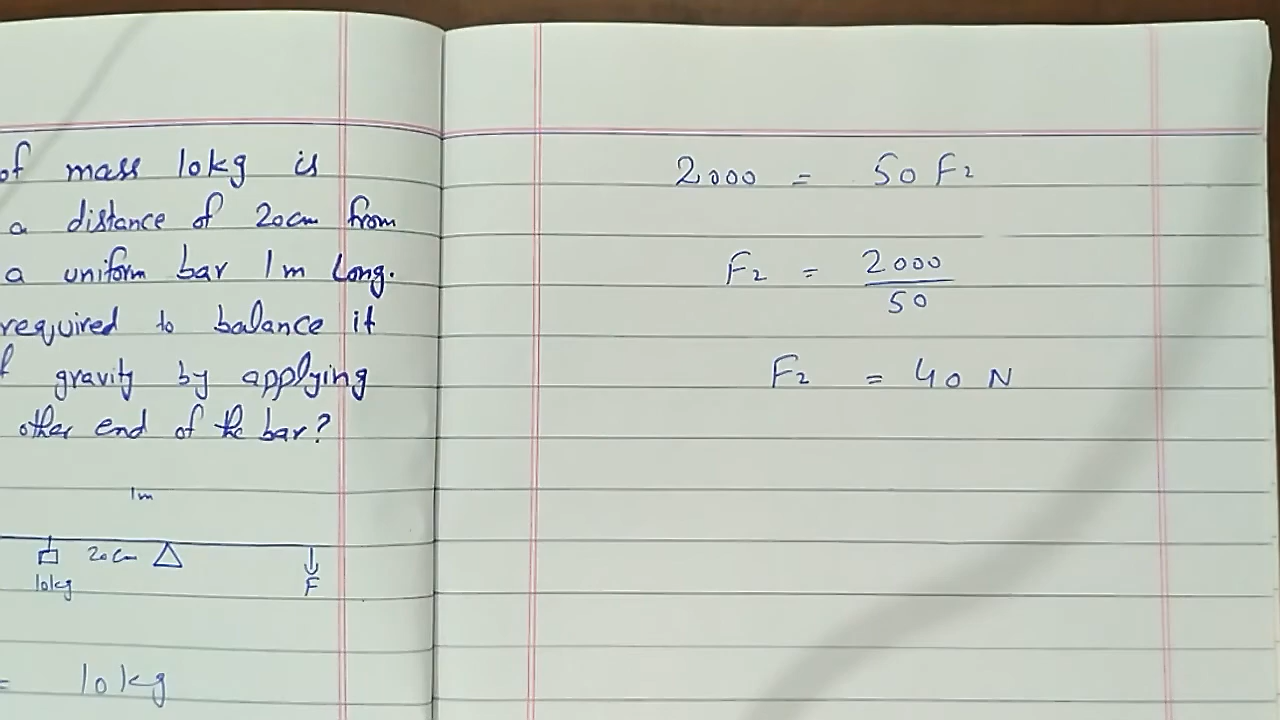 of mass 10kg is
a distance of 20cm from
a uniform bar 1m long.
required to balance it
gravity by applying
other end of the bar?
1m
20cm
10kg
F
= 10kg
2000 = 50 F2
F2 = 2000
50
F2 = 40 N